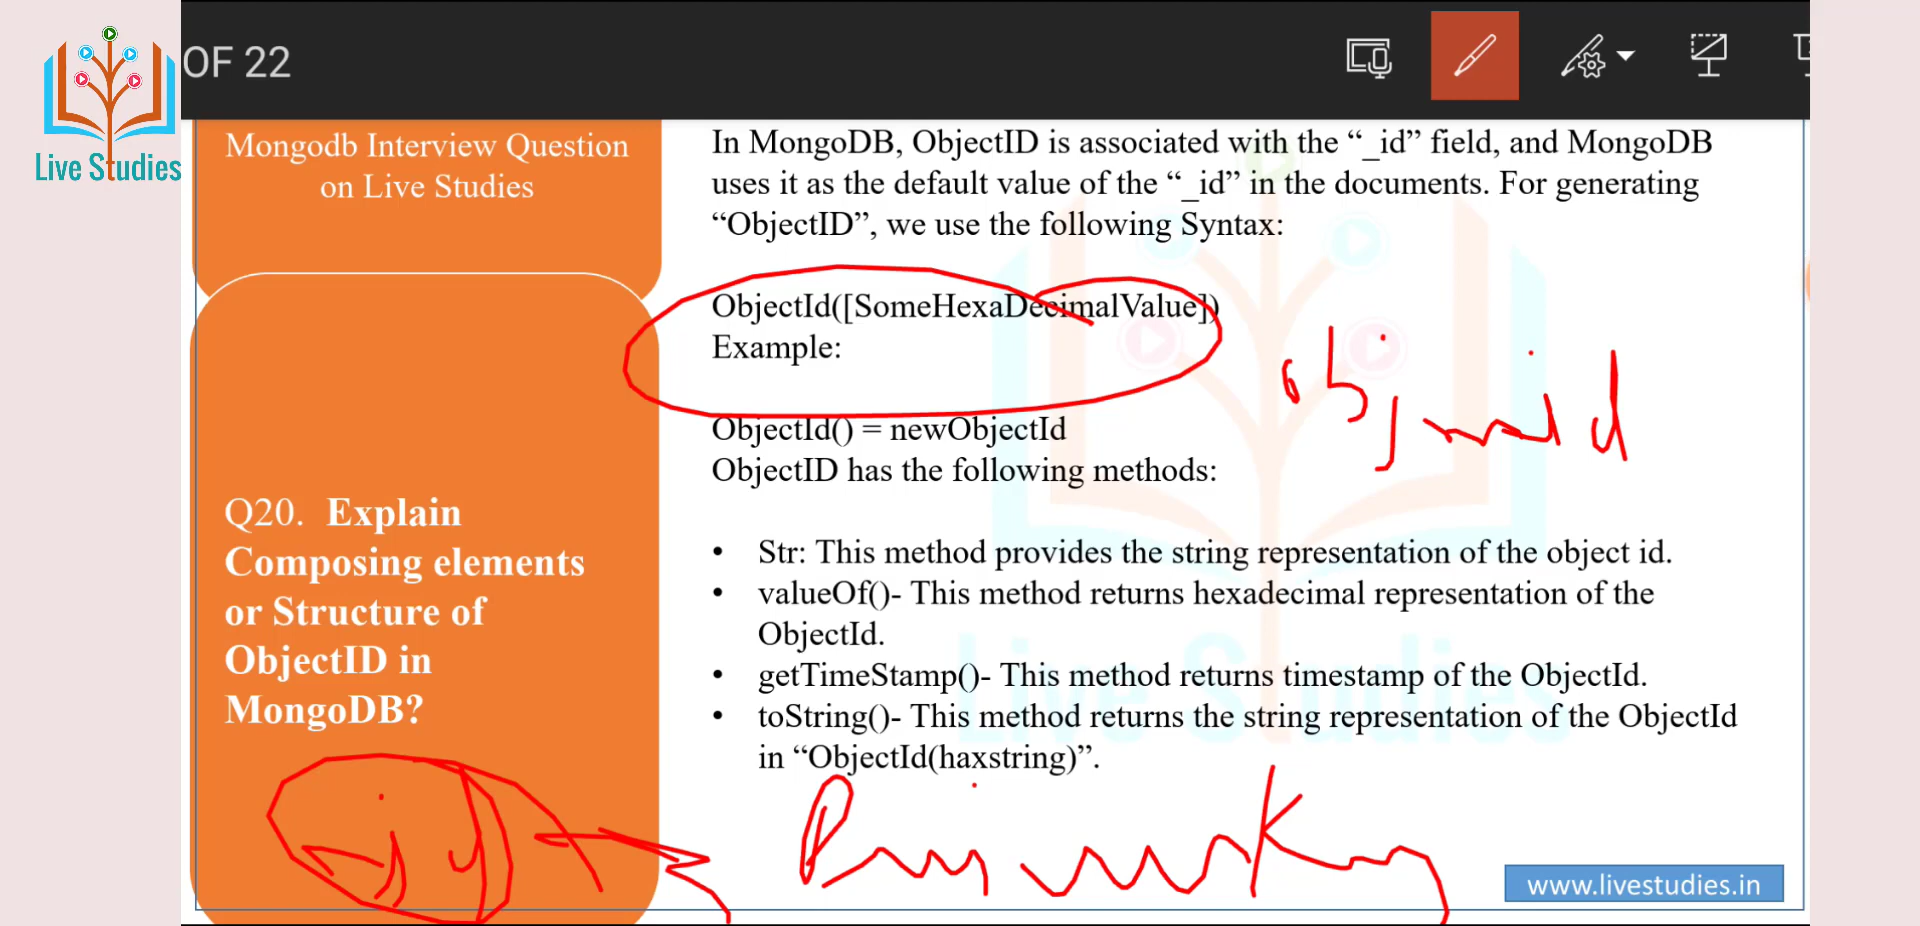 OF 22
Live Studies
Mongodb Interview Question
on Live Studies
Q20. Explain
Composing elements
or Structure of
ObjectID in
MongoDB?
In MongoDB, ObjectID is associated with the “_id” field, and MongoDB
uses it as the default value of the “_id” in the documents. For generating
“ObjectID”, we use the following Syntax:
ObjectId([SomeHexaDecimalValue])
Example:
ObjectId() = newObjectId
ObjectID has the following methods:
• Str: This method provides the string representation of the object id.
• valueOf()- This method returns hexadecimal representation of the
ObjectId.
• getTimeStamp()- This method returns timestamp of the ObjectId.
• toString()- This method returns the string representation of the ObjectId
in “ObjectId(haxstring)”.
Live Studies
www.livestudies.in